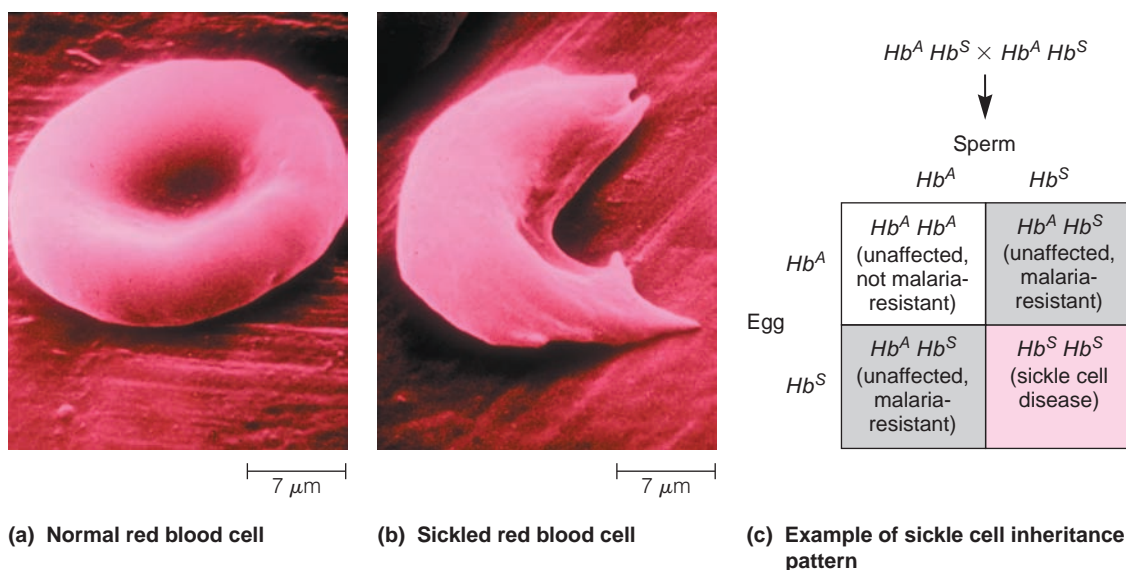 7 μm
7 μm
(a) Normal red blood cell
(b) Sickled red blood cell
Hb^A Hb^S × Hb^A Hb^S
Sperm
Hb^A
Hb^S
Egg
Hb^A
Hb^A Hb^A
(unaffected,
not malaria-
resistant)
Hb^A Hb^S
(unaffected,
malaria-
resistant)
Hb^S
Hb^A Hb^S
(unaffected,
malaria-
resistant)
Hb^S Hb^S
(sickle cell
disease)
(c) Example of sickle cell inheritance
pattern